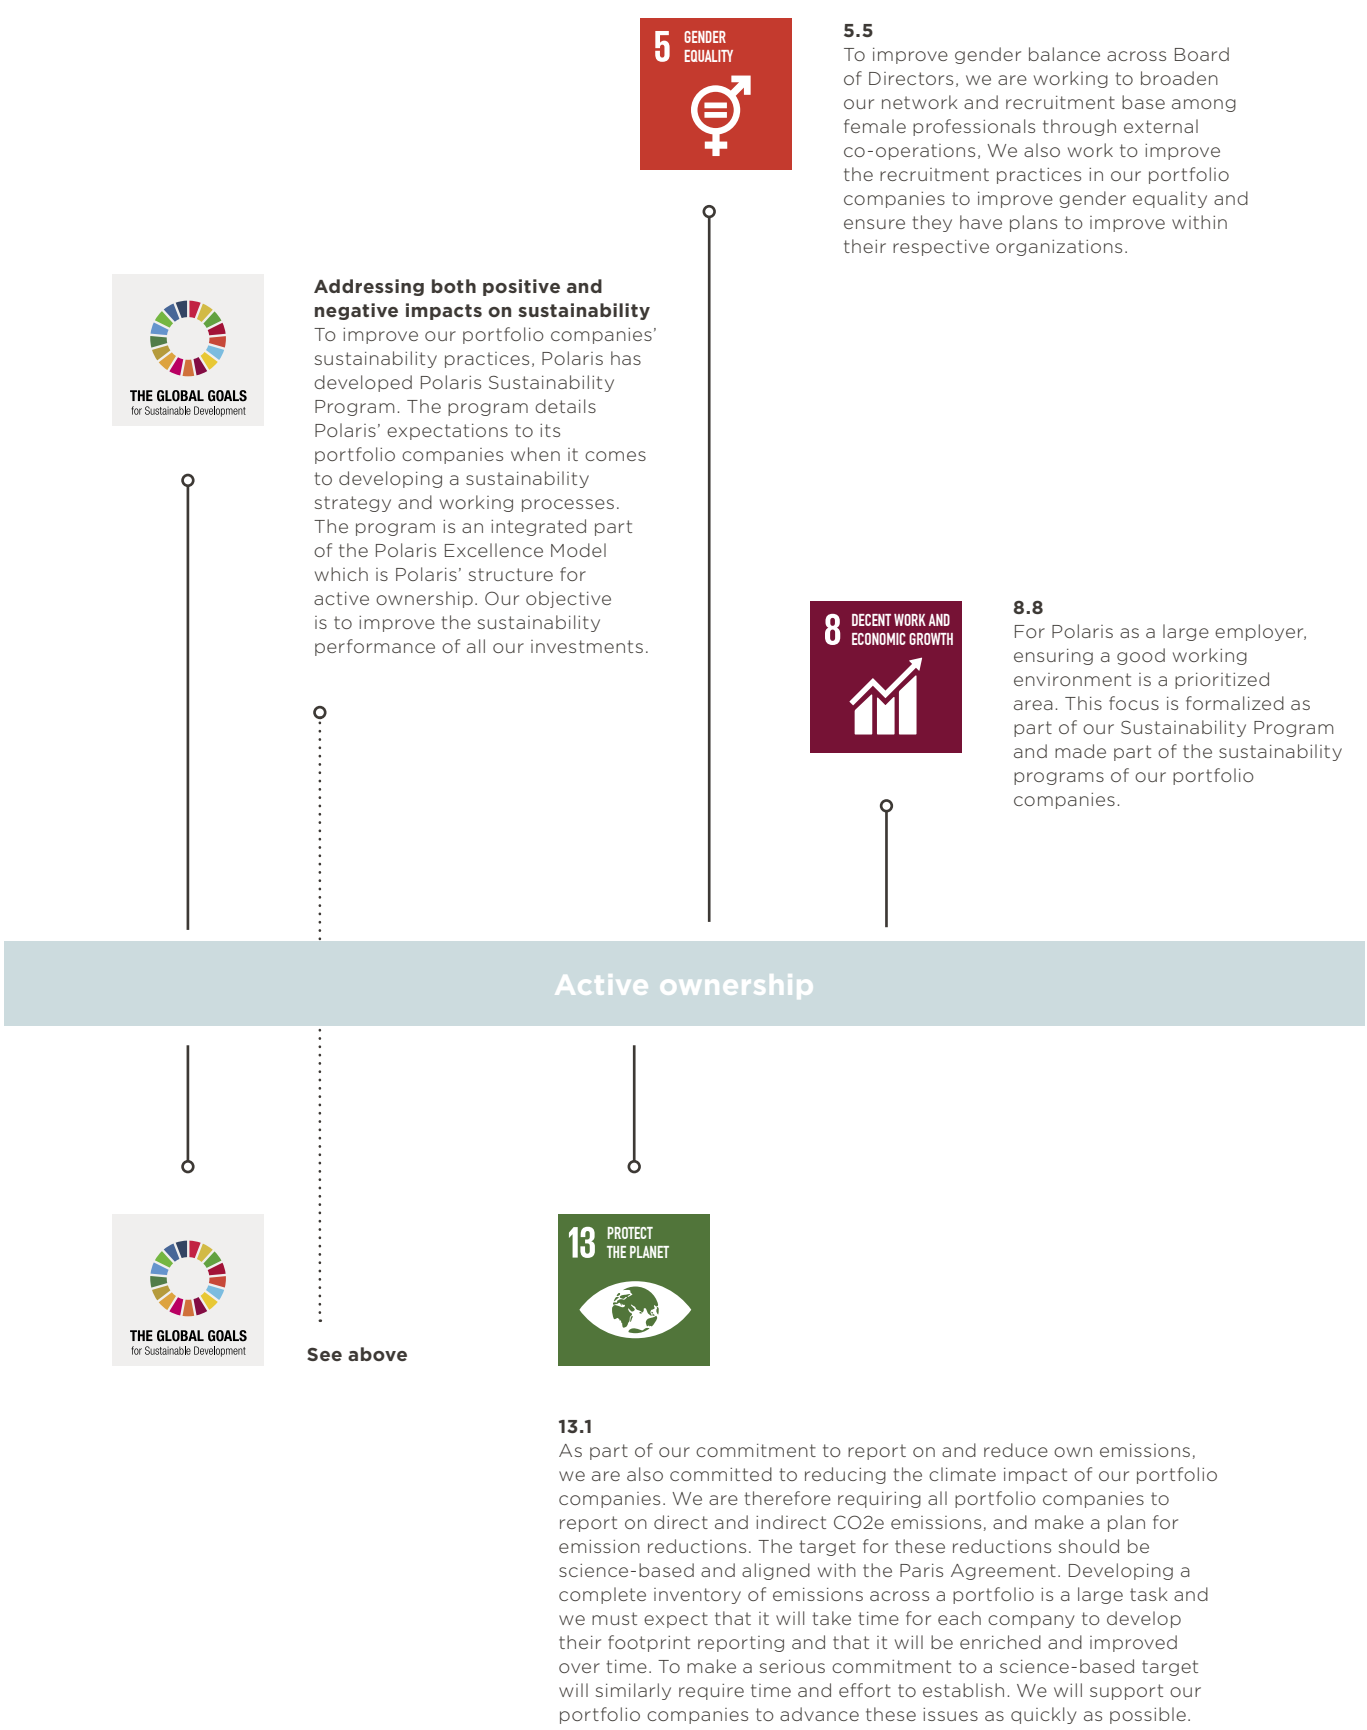 5 GENDER
EQUALITY
5.5
To improve gender balance across Board
of Directors, we are working to broaden
our network and recruitment base among
female professionals through external
co-operations, We also work to improve
the recruitment practices in our portfolio
companies to improve gender equality and
ensure they have plans to improve within
their respective organizations.
THE GLOBAL GOALS
for Sustainable Development
Addressing both positive and
negative impacts on sustainability
To improve our portfolio companies’
sustainability practices, Polaris has
developed Polaris Sustainability
Program. The program details
Polaris’ expectations to its
portfolio companies when it comes
to developing a sustainability
strategy and working processes.
The program is an integrated part
of the Polaris Excellence Model
which is Polaris’ structure for
active ownership. Our objective
is to improve the sustainability
performance of all our investments.
8 DECENT WORK AND
ECONOMIC GROWTH
8.8
For Polaris as a large employer,
ensuring a good working
environment is a prioritized
area. This focus is formalized as
part of our Sustainability Program
and made part of the sustainability
programs of our portfolio
companies.
Active ownership
THE GLOBAL GOALS
for Sustainable Development
See above
13 PROTECT
THE PLANET
13.1
As part of our commitment to report on and reduce own emissions,
we are also committed to reducing the climate impact of our portfolio
companies. We are therefore requiring all portfolio companies to
report on direct and indirect CO2e emissions, and make a plan for
emission reductions. The target for these reductions should be
science-based and aligned with the Paris Agreement. Developing a
complete inventory of emissions across a portfolio is a large task and
we must expect that it will take time for each company to develop
their footprint reporting and that it will be enriched and improved
over time. To make a serious commitment to a science-based target
will similarly require time and effort to establish. We will support our
portfolio companies to advance these issues as quickly as possible.